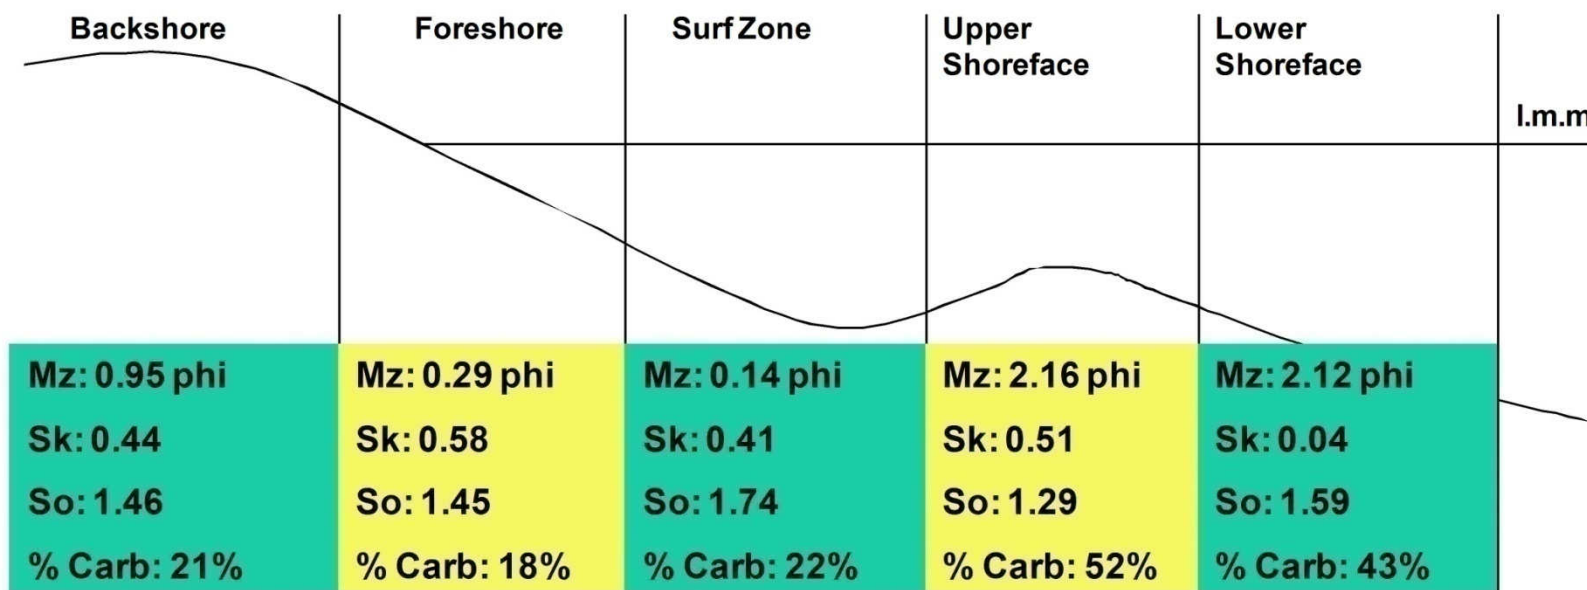 Backshore
Foreshore
Surf Zone
Upper
Shoreface
Lower
Shoreface
l.m.m
Mz: 0.95 phi
Sk: 0.44
So: 1.46
% Carb: 21%
Mz: 0.29 phi
Sk: 0.58
So: 1.45
% Carb: 18%
Mz: 0.14 phi
Sk: 0.41
So: 1.74
% Carb: 22%
Mz: 2.16 phi
Sk: 0.51
So: 1.29
% Carb: 52%
Mz: 2.12 phi
Sk: 0.04
So: 1.59
% Carb: 43%